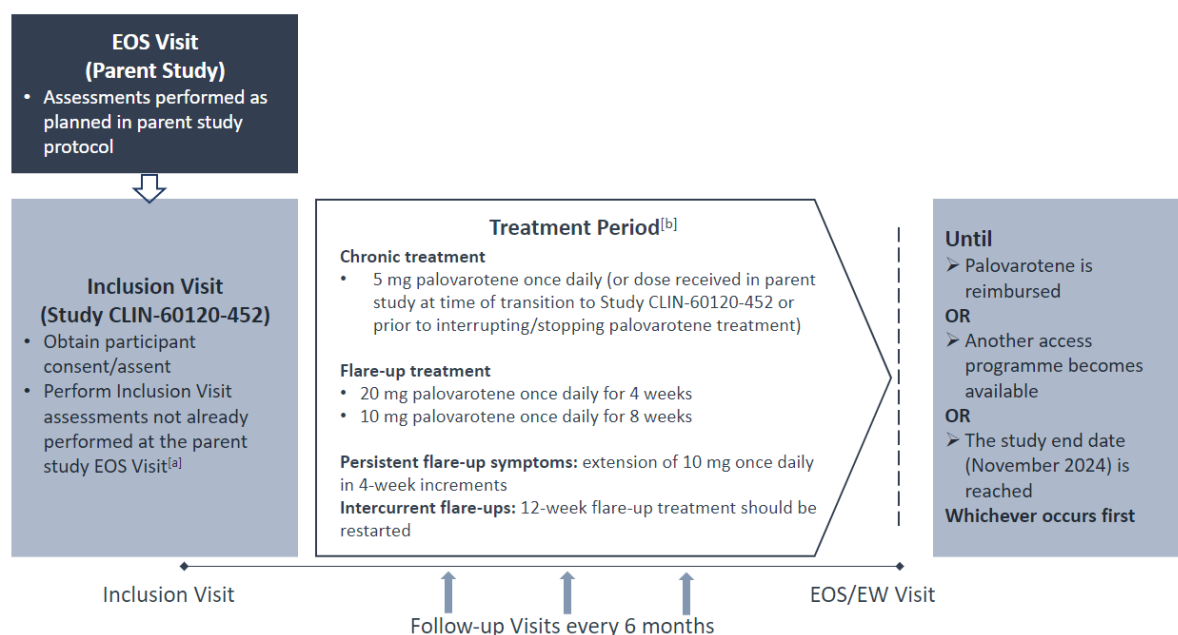 EOS Visit
(Parent Study)
• Assessments performed as
planned in parent study
protocol
Inclusion Visit
(Study CLIN-60120-452)
• Obtain participant
consent/assent
• Perform Inclusion Visit
assessments not already
performed at the parent
study EOS Visit[a]
Treatment Period[b]
Chronic treatment
• 5 mg palovarotene once daily (or dose received in parent
study at time of transition to Study CLIN-60120-452 or
prior to interrupting/stopping palovarotene treatment)
Flare-up treatment
• 20 mg palovarotene once daily for 4 weeks
• 10 mg palovarotene once daily for 8 weeks
Persistent flare-up symptoms: extension of 10 mg once daily
in 4-week increments
Intercurrent flare-ups: 12-week flare-up treatment should be
restarted
Until
➢ Palovarotene is
reimbursed
OR
➢ Another access
programme becomes
available
OR
➢ The study end date
(November 2024) is
reached
Whichever occurs first
Inclusion Visit
EOS/EW Visit
Follow-up Visits every 6 months